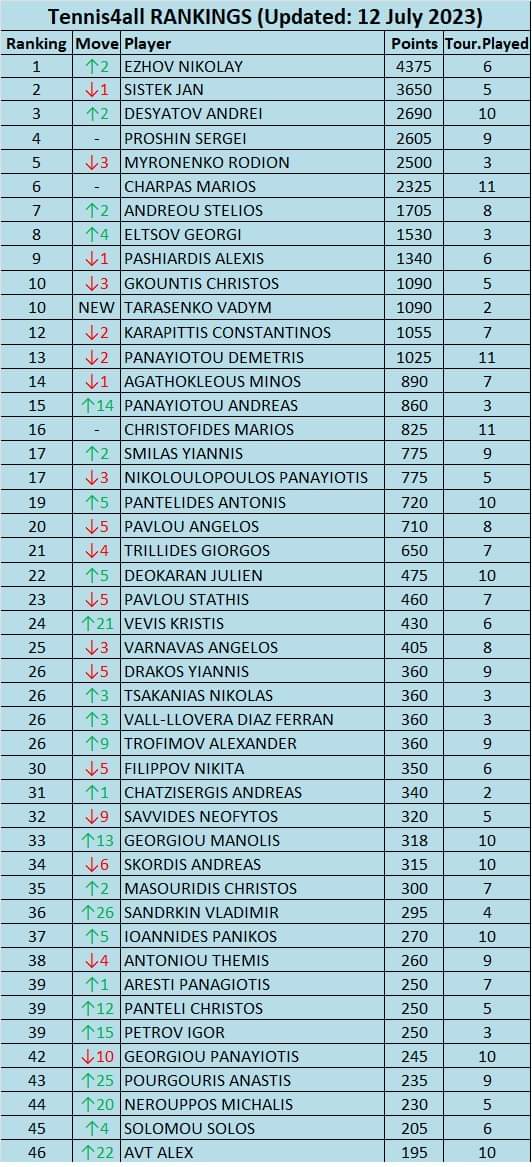 Tennis4all RANKINGS (Updated: 12 July 2023)
Ranking Move Player Points Tour.Played
1 ↑2 EZHOV NIKOLAY 4375 6
2 ↓1 SISTEK JAN 3650 5
3 ↑2 DESYATOV ANDREI 2690 10
4 - PROSHIN SERGEI 2605 9
5 ↓3 MYRONENKO RODION 2500 3
6 - CHARPAS MARIOS 2325 11
7 ↑2 ANDREOU STELIOS 1705 8
8 ↑4 ELTSOV GEORGI 1530 3
9 ↓1 PASHIARDIS ALEXIS 1340 6
10 ↓3 GKOUNTIS CHRISTOS 1090 5
10 NEW TARASENKO VADYM 1090 2
12 ↓2 KARAPITTIS CONSTANTINOS 1055 7
13 ↓2 PANAYIOTOU DEMETRIS 1025 11
14 ↓1 AGATHOKLEOUS MINOS 890 7
15 ↑14 PANAYIOTOU ANDREAS 860 3
16 - CHRISTOFIDES MARIOS 825 11
17 ↑2 SMILAS YIANNIS 775 9
17 ↓3 NIKOLOULOPOULOS PANAYIOTIS 775 5
19 ↑5 PANTELIDES ANTONIS 720 10
20 ↓5 PAVLOU ANGELOS 710 8
21 ↓4 TRILLIDES GIORGOS 650 7
22 ↑5 DEOKARAN JULIEN 475 10
23 ↓5 PAVLOU STATHIS 460 7
24 ↑21 VEVIS KRISTIS 430 6
25 ↓3 VARNAVAS ANGELOS 405 8
26 ↓5 DRAKOS YIANNIS 360 9
26 ↑3 TSAKANIAS NIKOLAS 360 3
26 ↑3 VALL-LLOVERA DIAZ FERRAN 360 3
26 ↑9 TROFIMOV ALEXANDER 360 9
30 ↓5 FILIPPOV NIKITA 350 6
31 ↑1 CHATZISERGIS ANDREAS 340 2
32 ↓9 SAVVIDES NEOFYTOS 320 5
33 ↑13 GEORGIOU MANOLIS 318 10
34 ↓6 SKORDIS ANDREAS 315 10
35 ↑2 MASOURIDIS CHRISTOS 300 7
36 ↑26 SANDRKIN VLADIMIR 295 4
37 ↑5 IOANNIDES PANIKOS 270 10
38 ↓4 ANTONIOU THEMIS 260 9
39 ↑1 ARESTI PANAGIOTIS 250 7
39 ↑12 PANTELI CHRISTOS 250 5
39 ↑15 PETROV IGOR 250 3
42 ↓10 GEORGIOU PANAYIOTIS 245 10
43 ↑25 POURGOURIS ANASTIS 235 9
44 ↑20 NEROUPPOS MICHALIS 230 5
45 ↑4 SOLOMOU SOLOS 205 6
46 ↑22 AVT ALEX 195 10